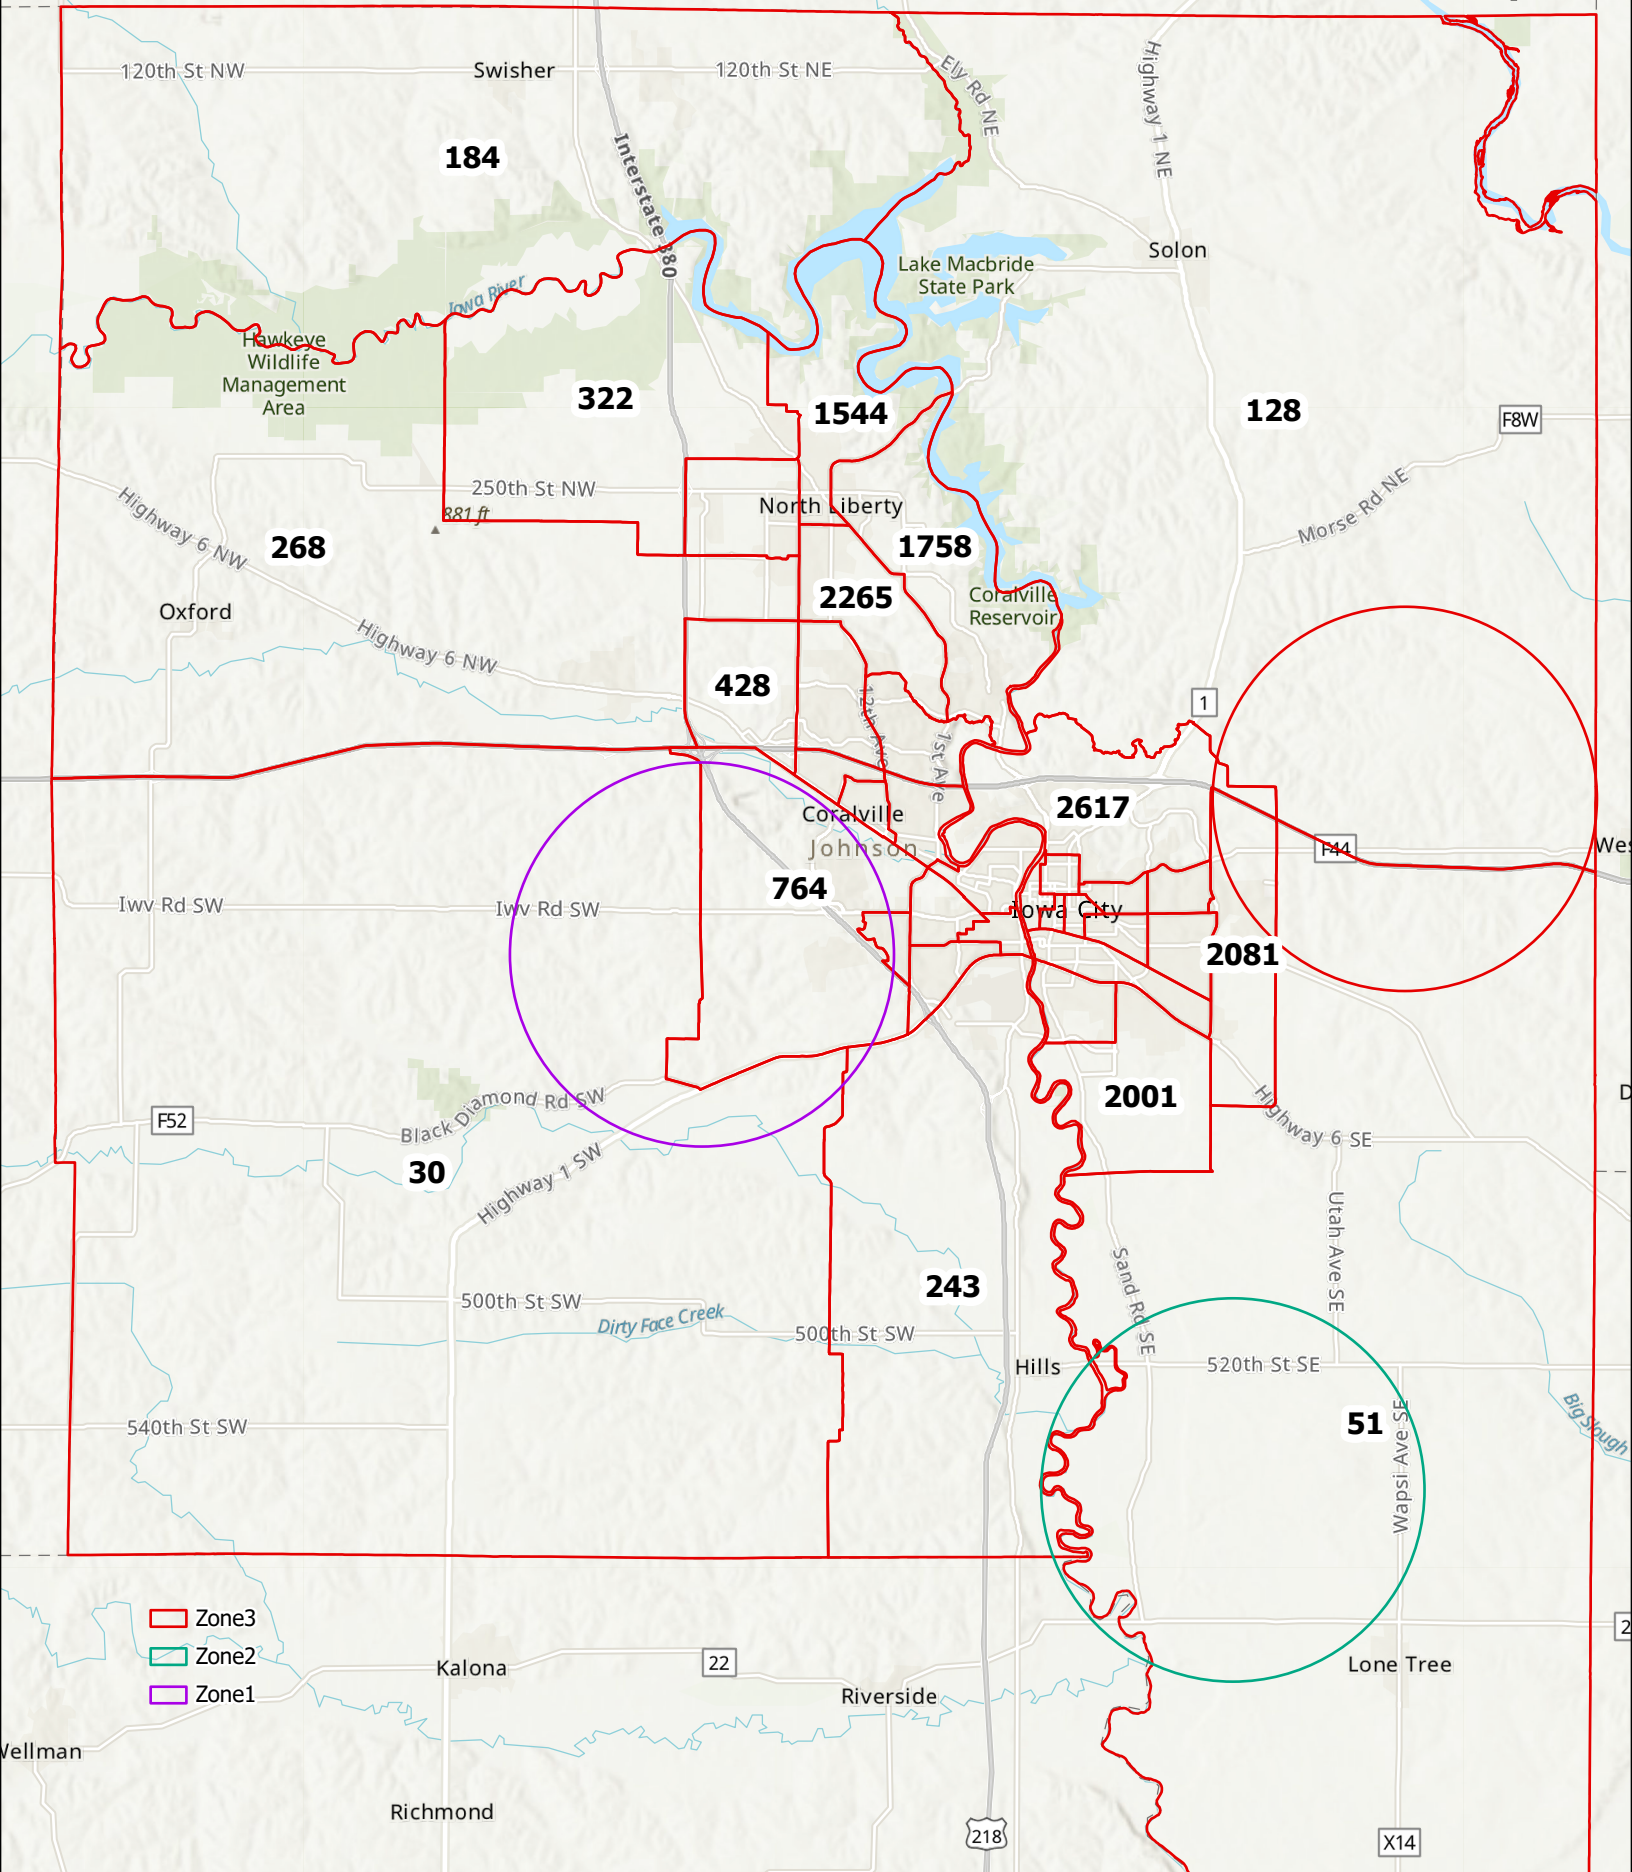 120th St NW
Swisher
120th St NE
Ely Rd NE
Highway 1 NE
184
Interstate 380
Solon
Lake Macbride
State Park
Iowa River
Hawkeye
Wildlife
Management
Area
322
1544
128
F8W
250th St NW
881 ft
North Liberty
Morse Rd NE
Highway 6 NW
268
1758
2265
Coralville
Reservoir
Oxford
Highway 6 NW
428
12th Ave
1st Ave
1
2617
Coralville
Johnson
F44
Wes
764
Iwv Rd SW
Iwv Rd SW
Iowa City
2081
2001
Black Diamond Rd SW
F52
Highway 6 SE
D
30
Highway 1 SW
Utah Ave SE
243
Sand Rd SE
500th St SW
Dirty Face Creek
500th St SW
Hills
520th St SE
51
Wapsi Ave SE
Big Slough
540th St SW
Zone3
Zone2
Zone1
2
Kalona
22
Riverside
Lone Tree
Wellman
Richmond
218
X14